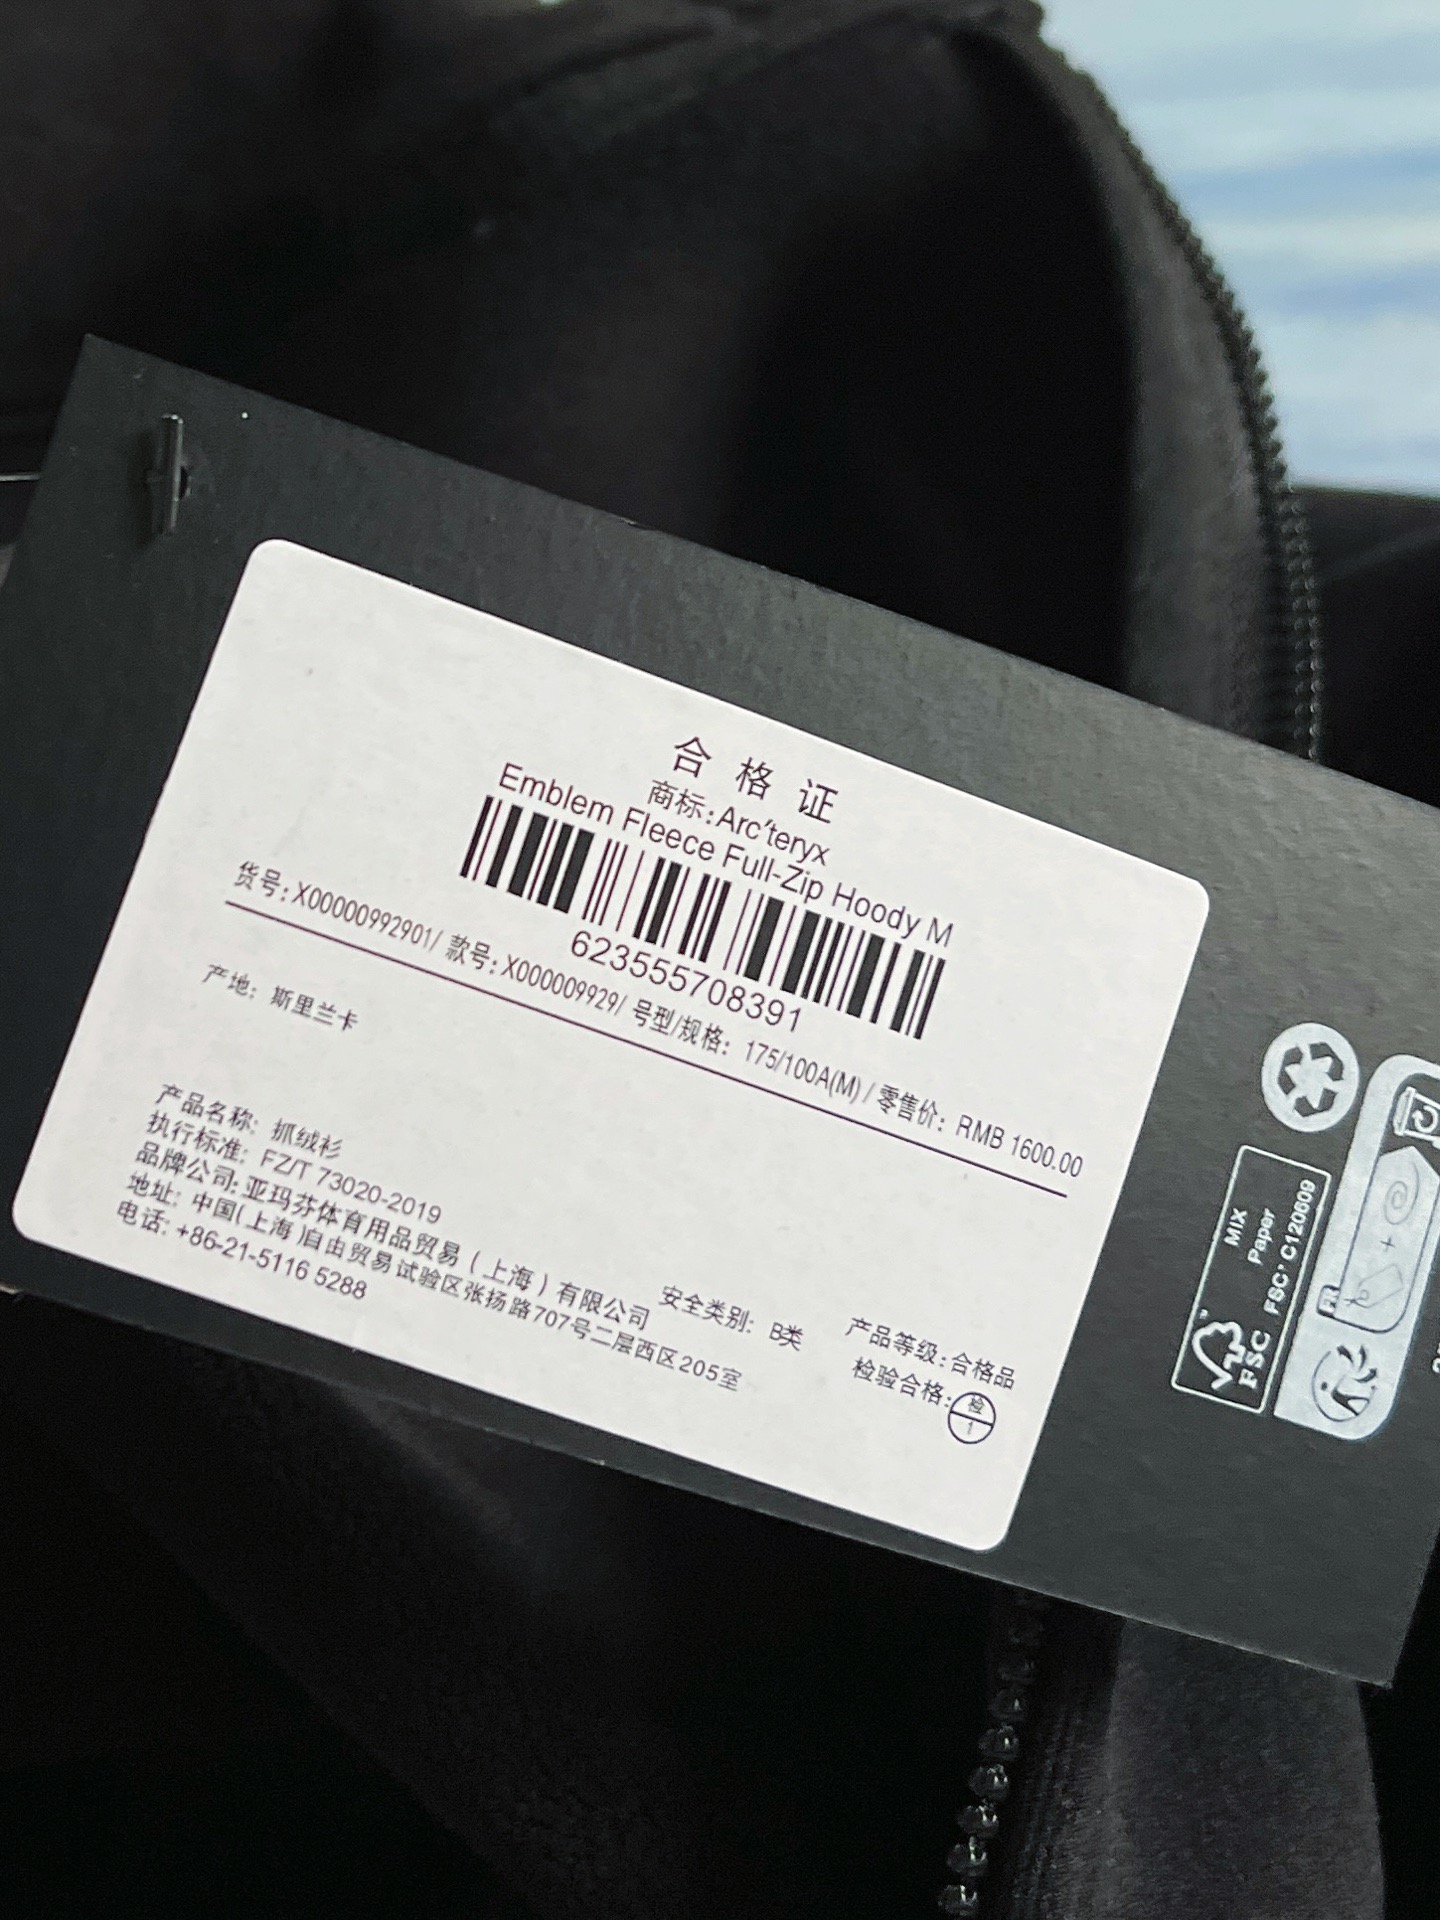 合格证
商标:Arc'teryx
Emblem Fleece Full-Zip Hoody M
623555708391
货号:X00000992901/ 款号:X000009929/ 号型/规格: 175/100A(M) / 零售价: RMB 1600.00
产地: 斯里兰卡
产品名称: 抓绒衫
执行标准: FZ/T 73020-2019
品牌公司:亚玛芬体育用品贸易(上海)有限公司
地址: 中国(上海)自由贸易试验区张扬路707号二层西区205室
电话: +86-21-5116 5288
安全类别: B类
产品等级:合格品
检验合格:
检
1
MIX
Paper
FSC® C120609
FSC™
FR